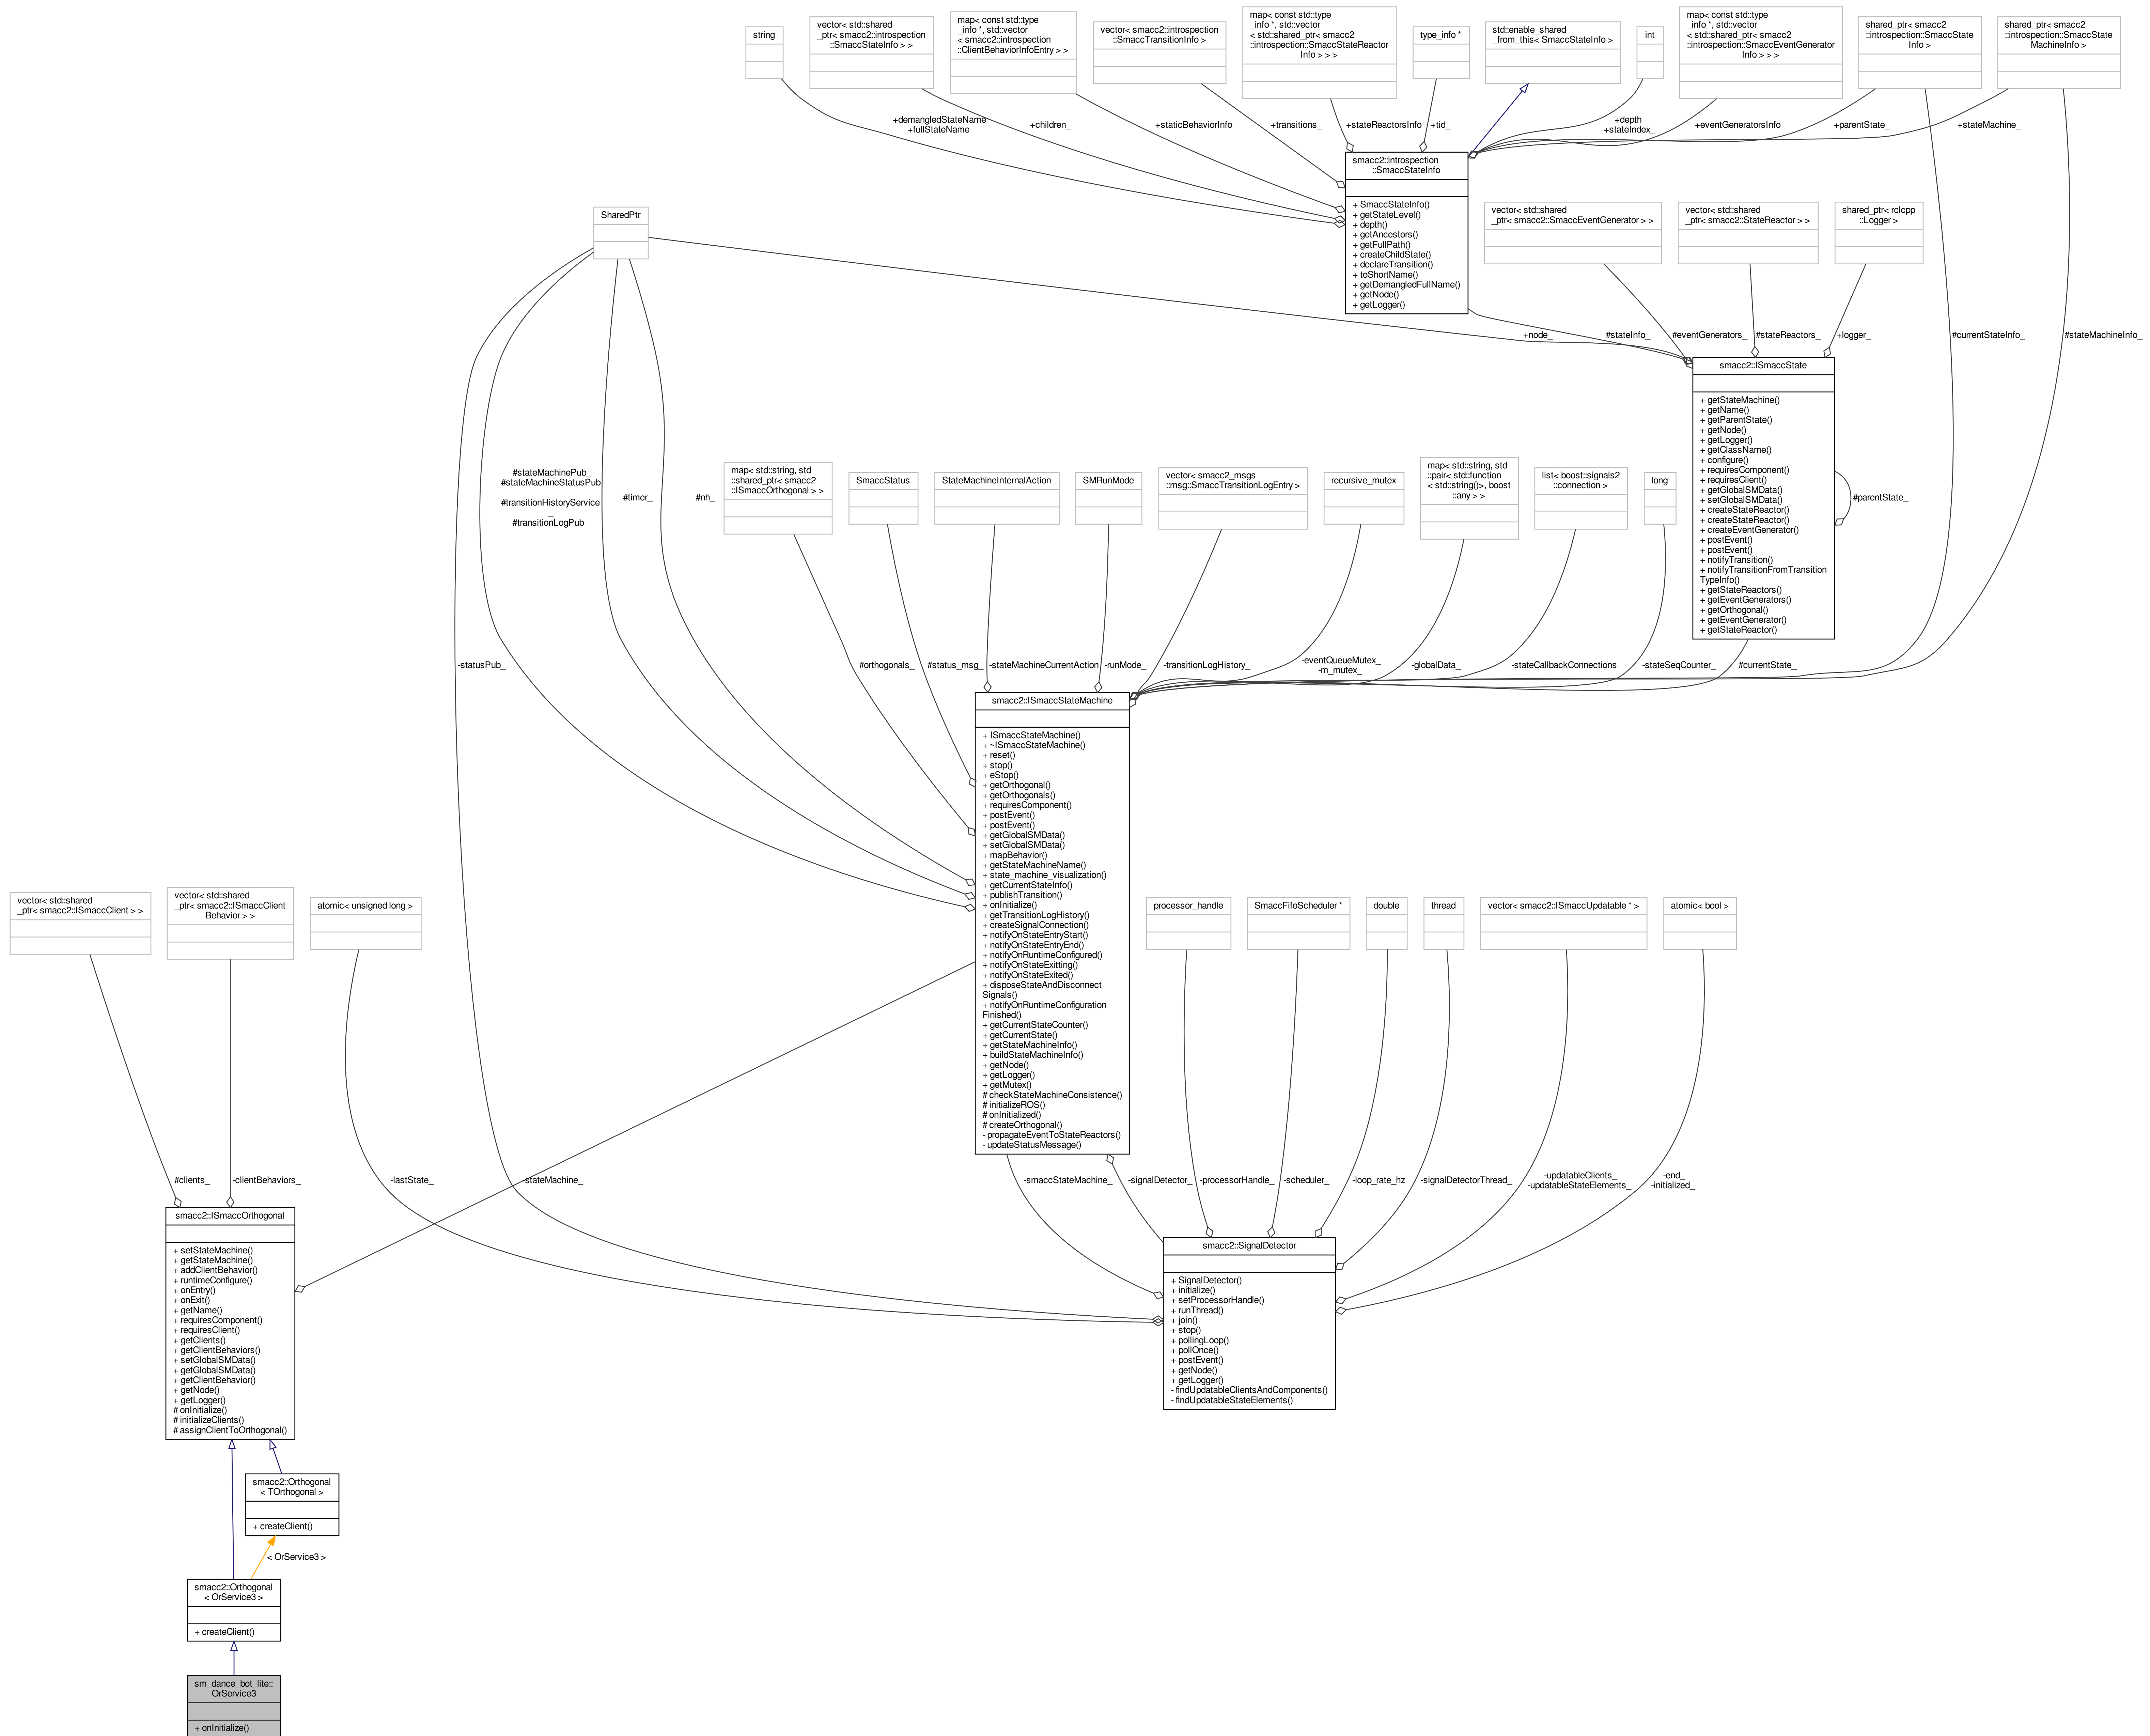 string
vector< std::shared
_ptr< smacc2::introspection
::SmaccStateInfo > >
map< const std::type
_info *, std::vector
< smacc2::introspection
::ClientBehaviorInfoEntry > >
vector< smacc2::introspection
::SmaccTransitionInfo >
map< const std::type
_info *, std::vector
< std::shared_ptr< smacc2
::introspection::SmaccStateReactor
Info > > >
type_info *
std::enable_shared
_from_this< SmaccStateInfo >
int
map< const std::type
_info *, std::vector
< std::shared_ptr< smacc2
::introspection::SmaccEventGenerator
Info > > >
shared_ptr< smacc2
::introspection::SmaccState
Info >
shared_ptr< smacc2
::introspection::SmaccState
MachineInfo >
+demangledStateName
+fullStateName
+children_
+staticBehaviorInfo
+transitions_
+stateReactorsInfo
+tid_
+depth_
+stateIndex_
+eventGeneratorsInfo
+parentState_
+stateMachine_
smacc2::introspection
::SmaccStateInfo
+ SmaccStateInfo()
+ getStateLevel()
+ depth()
+ getAncestors()
+ getFullPath()
+ createChildState()
+ declareTransition()
+ toShortName()
+ getDemangledFullName()
+ getNode()
+ getLogger()
SharedPtr
vector< std::shared
_ptr< smacc2::SmaccEventGenerator > >
vector< std::shared
_ptr< smacc2::StateReactor > >
shared_ptr< rclcpp
::Logger >
+node_
#stateInfo_
#eventGenerators_
#stateReactors_
+logger_
#currentStateInfo_
#stateMachineInfo_
smacc2::ISmaccState
+ getStateMachine()
+ getName()
+ getParentState()
+ getNode()
+ getLogger()
+ getClassName()
+ configure()
+ requiresComponent()
+ requiresClient()
+ getGlobalSMData()
+ setGlobalSMData()
+ createStateReactor()
+ createStateReactor()
+ createEventGenerator()
+ postEvent()
+ postEvent()
+ notifyTransition()
+ notifyTransitionFromTransition
TypeInfo()
+ getStateReactors()
+ getEventGenerators()
+ getOrthogonal()
+ getEventGenerator()
+ getStateReactor()
#parentState_
#stateMachinePub_
#stateMachineStatusPub
_
#transitionHistoryService
_
#transitionLogPub_
#timer_
#nh_
map< std::string, std
::shared_ptr< smacc2
::ISmaccOrthogonal > >
SmaccStatus
StateMachineInternalAction
SMRunMode
vector< smacc2_msgs
::msg::SmaccTransitionLogEntry >
recursive_mutex
map< std::string, std
::pair< std::function
< std::string()>, boost
::any > >
list< boost::signals2
::connection >
long
-statusPub_
#orthogonals_
#status_msg_
-stateMachineCurrentAction
-runMode_
-transitionLogHistory_
-eventQueueMutex_
-m_mutex_
-globalData_
-stateCallbackConnections
-stateSeqCounter_
#currentState_
smacc2::ISmaccStateMachine
+ ISmaccStateMachine()
+ ~ISmaccStateMachine()
+ reset()
+ stop()
+ eStop()
+ getOrthogonal()
+ getOrthogonals()
+ requiresComponent()
+ postEvent()
+ postEvent()
+ getGlobalSMData()
+ setGlobalSMData()
+ mapBehavior()
+ getStateMachineName()
+ state_machine_visualization()
+ getCurrentStateInfo()
+ publishTransition()
+ onInitialize()
+ getTransitionLogHistory()
+ createSignalConnection()
+ notifyOnStateEntryStart()
+ notifyOnStateEntryEnd()
+ notifyOnRuntimeConfigured()
+ notifyOnStateExitting()
+ notifyOnStateExited()
+ disposeStateAndDisconnect
Signals()
+ notifyOnRuntimeConfiguration
Finished()
+ getCurrentStateCounter()
+ getCurrentState()
+ getStateMachineInfo()
+ buildStateMachineInfo()
+ getNode()
+ getLogger()
+ getMutex()
# checkStateMachineConsistence()
# initializeROS()
# onInitialized()
# createOrthogonal()
- propagateEventToStateReactors()
- updateStatusMessage()
vector< std::shared
_ptr< smacc2::ISmaccClient > >
vector< std::shared
_ptr< smacc2::ISmaccClient
Behavior > >
atomic< unsigned long >
processor_handle
SmaccFifoScheduler *
double
thread
vector< smacc2::ISmaccUpdatable * >
atomic< bool >
#clients_
-clientBehaviors_
-lastState_
-stateMachine_
-smaccStateMachine_
-signalDetector_
-processorHandle_
-scheduler_
-loop_rate_hz
-signalDetectorThread_
-updatableClients_
-updatableStateElements_
-end_
-initialized_
smacc2::ISmaccOrthogonal
+ setStateMachine()
+ getStateMachine()
+ addClientBehavior()
+ runtimeConfigure()
+ onEntry()
+ onExit()
+ getName()
+ requiresComponent()
+ requiresClient()
+ getClients()
+ getClientBehaviors()
+ setGlobalSMData()
+ getGlobalSMData()
+ getClientBehavior()
+ getNode()
+ getLogger()
# onInitialize()
# initializeClients()
# assignClientToOrthogonal()
smacc2::SignalDetector
+ SignalDetector()
+ initialize()
+ setProcessorHandle()
+ runThread()
+ join()
+ stop()
+ pollingLoop()
+ pollOnce()
+ postEvent()
+ getNode()
+ getLogger()
- findUpdatableClientsAndComponents()
- findUpdatableStateElements()
smacc2::Orthogonal
< TOrthogonal >
+ createClient()
< OrService3 >
smacc2::Orthogonal
< OrService3 >
+ createClient()
sm_dance_bot_lite::
OrService3
+ onInitialize()